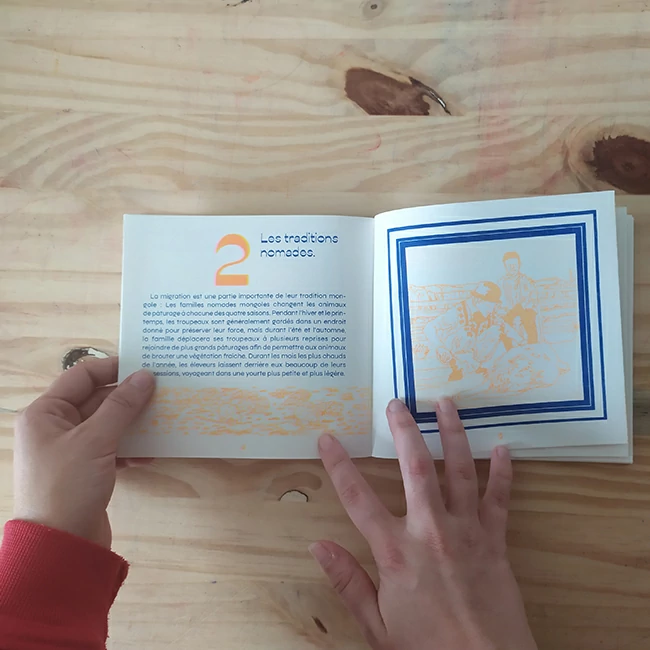 2
Les traditions
nomades.
La migration est une partie importante de leur tradition mon-
gole : Les familles nomades mongoles changent les animaux
de pâturage à chacune des quatre saisons. Pendant l'hiver et le prin-
temps, les troupeaux sont généralement gardés dans un endroit
donné pour préserver leur force, mais durant l'été et l'automne,
la famille déplacera ses troupeaux à plusieurs reprises pour
rejoindre de plus grands pâturages afin de permettre aux animaux
de brouter une végétation fraîche. Durant les mois les plus chauds
de l'année, les éleveurs laissent derrière eux beaucoup de leurs
sessions, voyageant dans une yourte plus petite et plus légère.